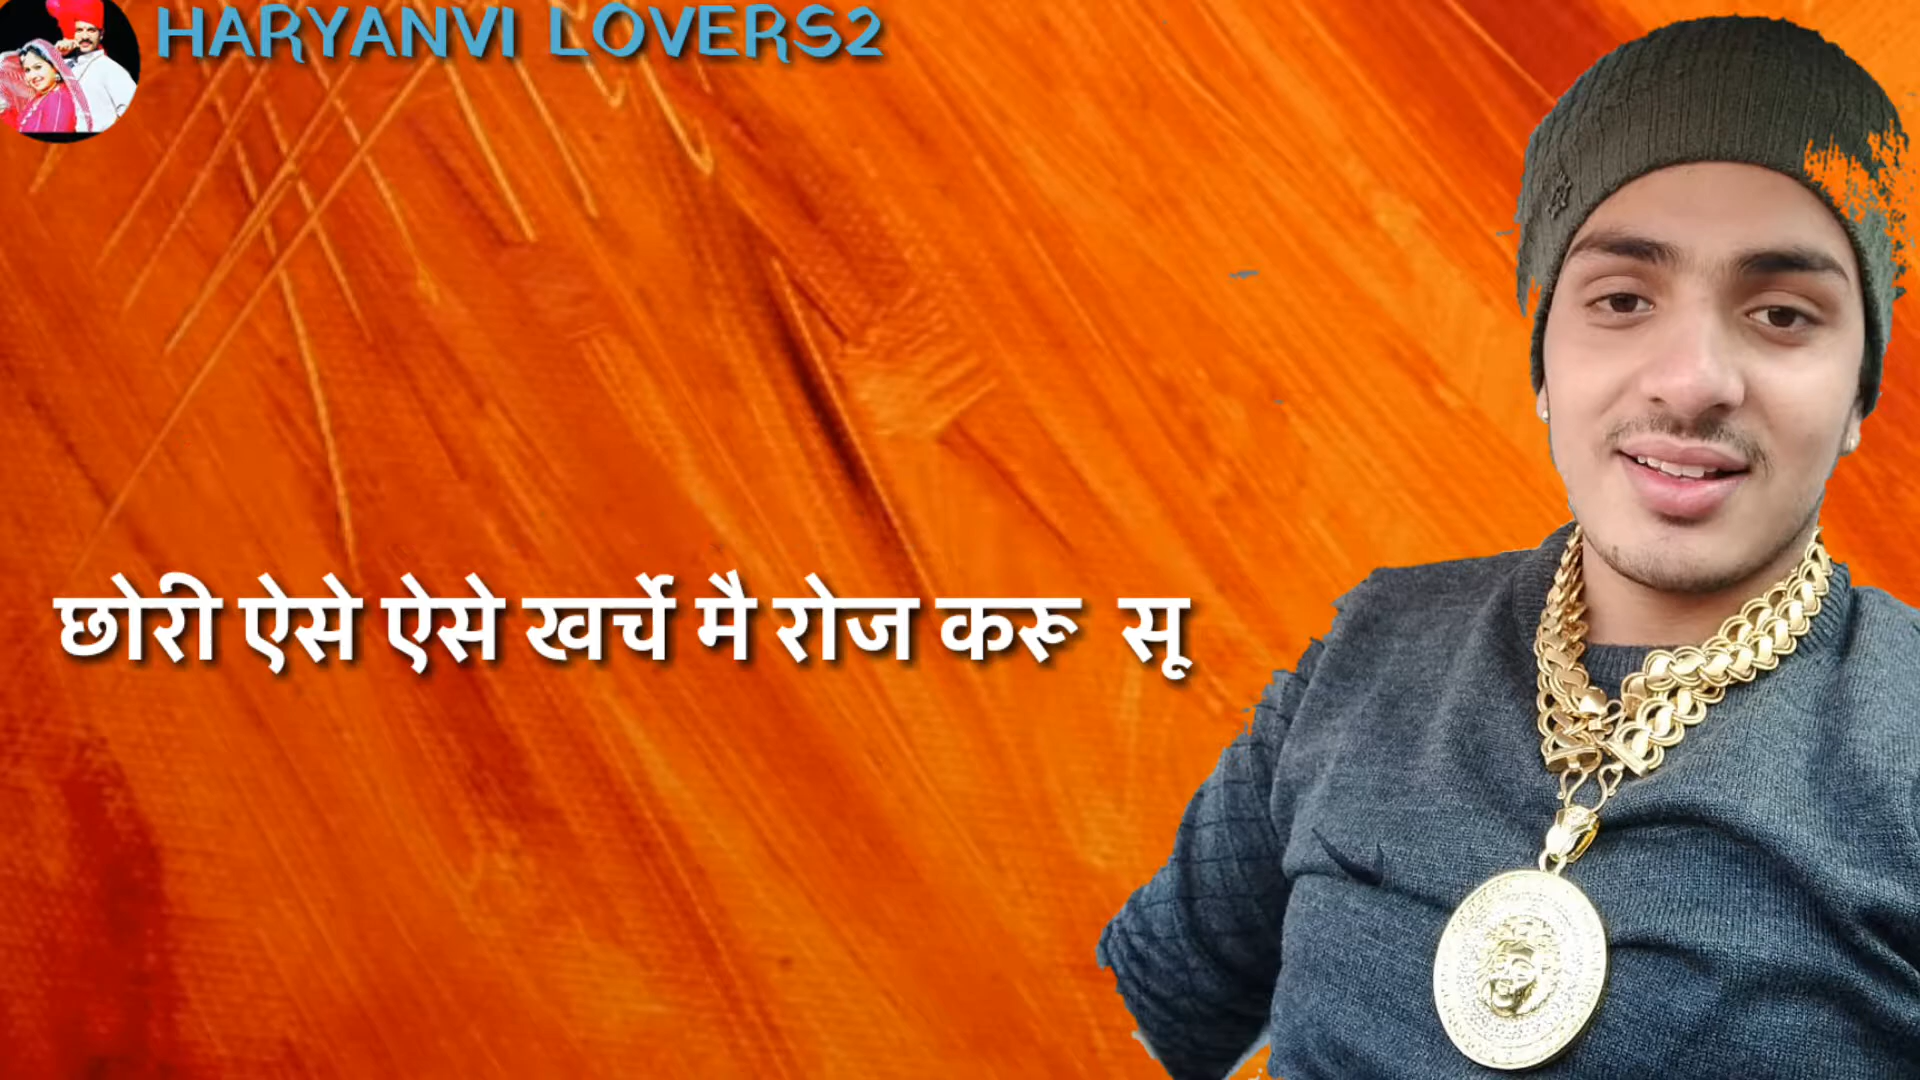 HARYANVI LOVERS2
छोरी ऐसे ऐसे खर्चे मै रोज करू सू